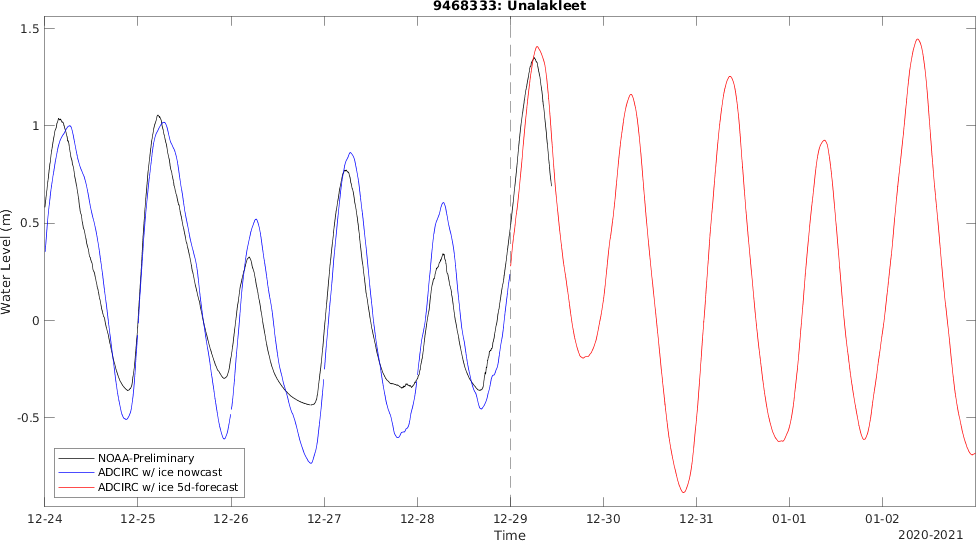 9468333: Unalakleet
Water Level (m)
1.5
1
0.5
0
-0.5
NOAA-Preliminary
ADCIRC w/ ice nowcast
ADCIRC w/ ice 5d-forecast
12-24 12-25 12-26 12-27 12-28 12-29 12-30 12-31 01-01 01-02
Time
2020-2021